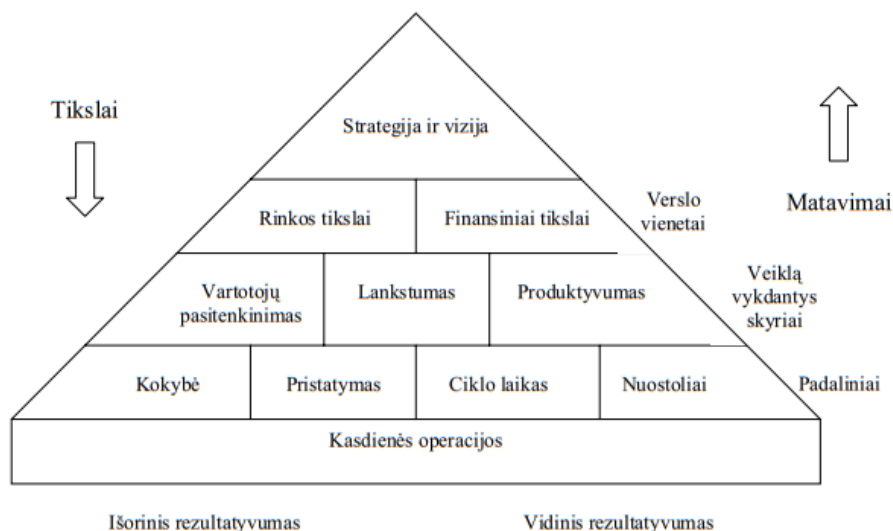 Tikslai
Strategija ir vizija
Matavimai
Rinkos tikslai
Finansiniai tikslai
Verslo
vienetai
Vartotojų
pasitenkinimas
Lankstumas
Produktyvumas
Veiklą
vykdantys
skyriai
Kokybė
Pristatymas
Ciklo laikas
Nuostoliai
Padaliniai
Kasdienės operacijos
Išorinis rezultatyvumas
Vidinis rezultatyvumas